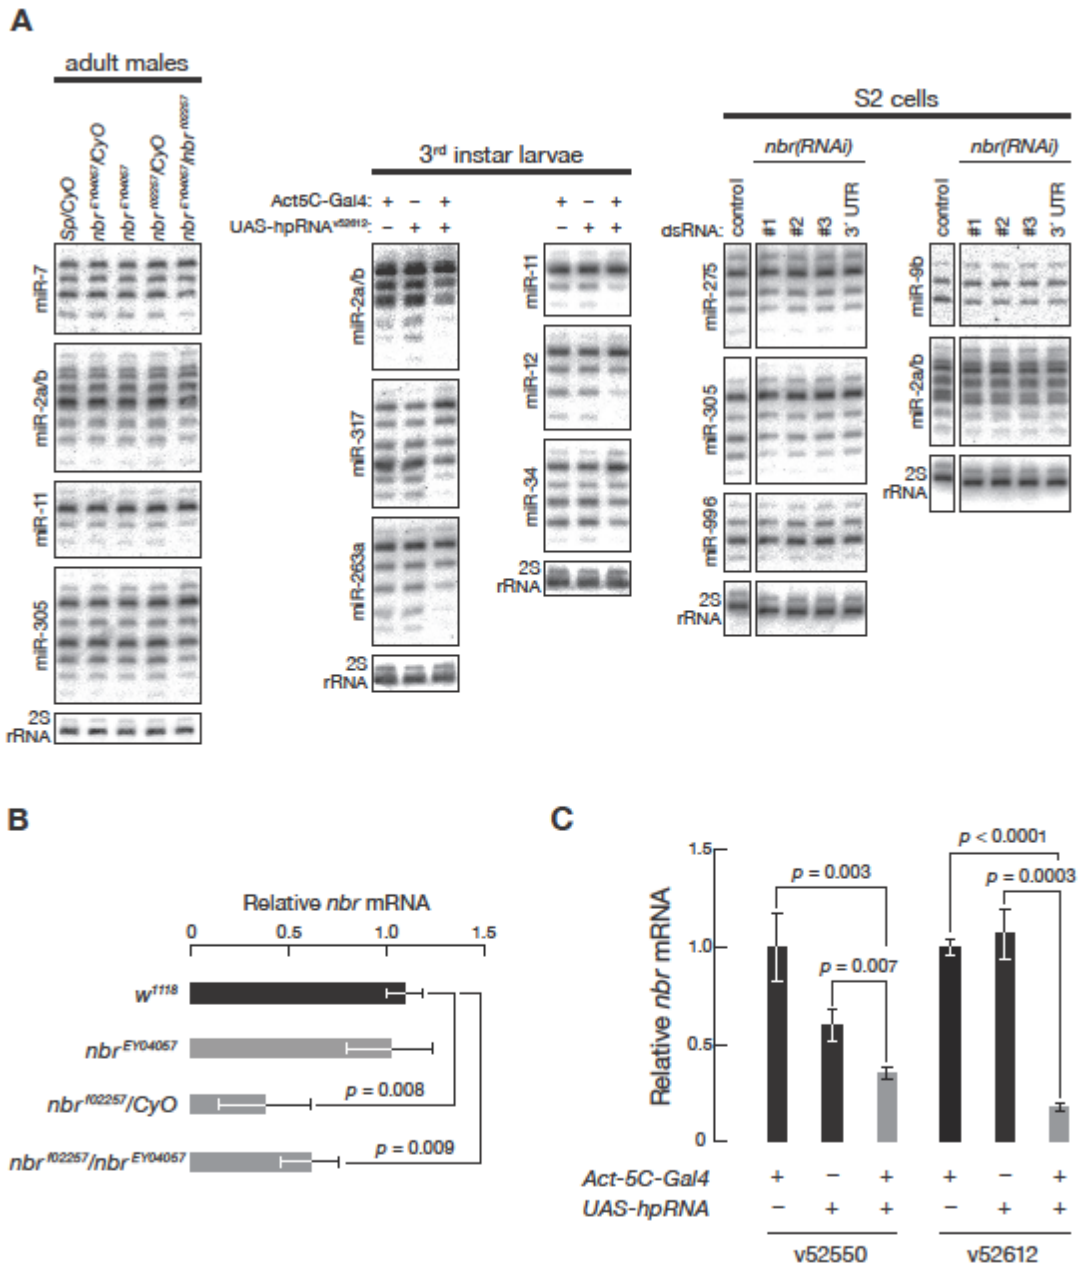 A
adult males
Sp/CyO
nbr^EY04057/CyO
nbr^EY04057
nbr^f02257/CyO
nbr^EY04057/nbr^f02257
miR-7
miR-2a/b
miR-11
miR-305
2S
rRNA
3rd instar larvae
Act5C-Gal4: + − +
UAS-hpRNA^v52612: − + +
miR-2a/b
miR-317
miR-263a
2S
rRNA
+ − +
− + +
miR-11
miR-12
miR-34
2S
rRNA
S2 cells
nbr(RNAi)
dsRNA: control #1 #2 #3 3′ UTR
miR-275
miR-305
miR-996
2S
rRNA
nbr(RNAi)
control #1 #2 #3 3′ UTR
miR-9b
miR-2a/b
2S
rRNA
B
Relative nbr mRNA
0 0.5 1.0 1.5
w^1118
nbr^EY04057
nbr^f02257/CyO
p = 0.008
nbr^f02257/nbr^EY04057
p = 0.009
C
Relative nbr mRNA
1.5
1.0
0.5
0
p = 0.003
p = 0.007
p < 0.0001
p = 0.0003
Act-5C-Gal4 + − + + − +
UAS-hpRNA − + + − + +
v52550 v52612